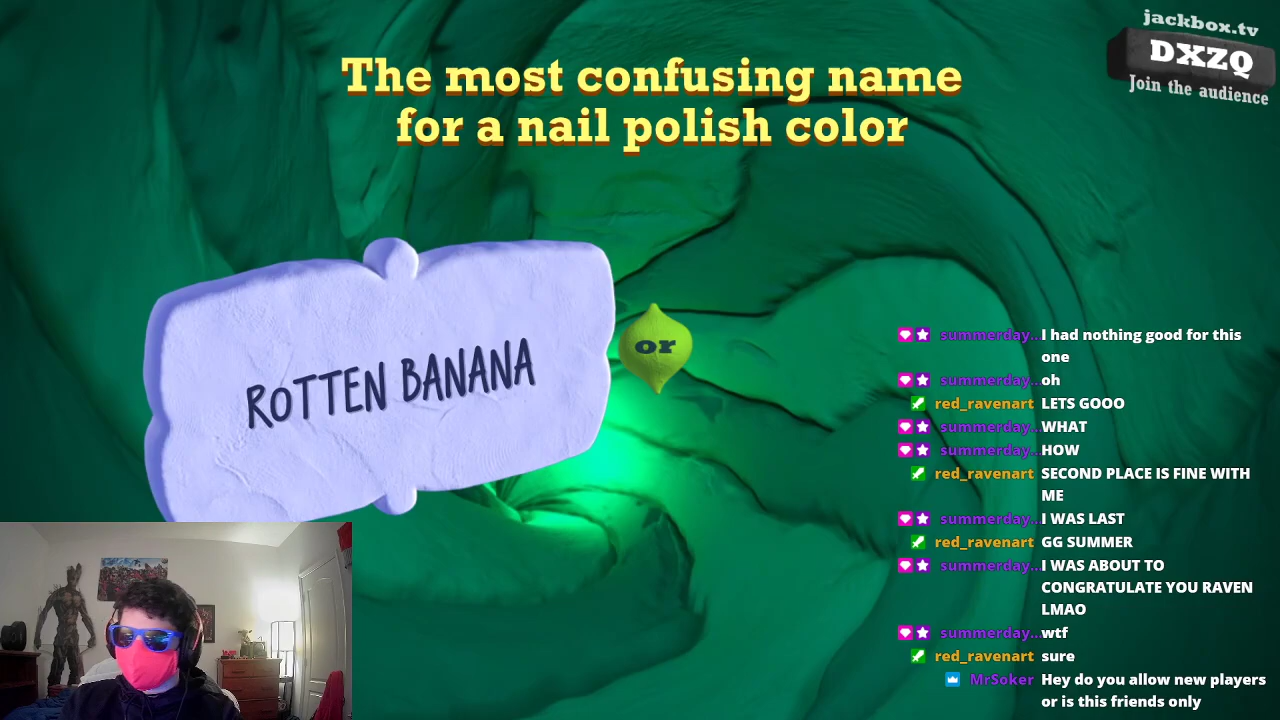 jackbox.tv
DXZQ
Join the audience
The most confusing name
for a nail polish color
ROTTEN BANANA
or
summerday... I had nothing good for this
one
summerday... oh
red_ravenart LETS GOOO
summerday... WHAT
summerday... HOW
red_ravenart SECOND PLACE IS FINE WITH
ME
summerday... I WAS LAST
red_ravenart GG SUMMER
summerday... I WAS ABOUT TO
CONGRATULATE YOU RAVEN
LMAO
summerday... wtf
red_ravenart sure
MrSoker Hey do you allow new players
or is this friends only